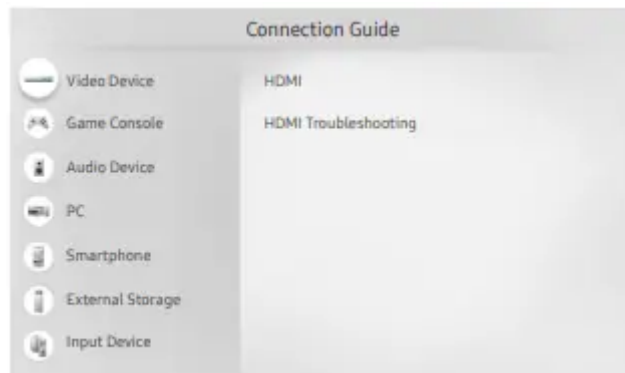 Connection Guide
Video Device
Game Console
Audio Device
PC
Smartphone
External Storage
Input Device
HDMI
HDMI Troubleshooting